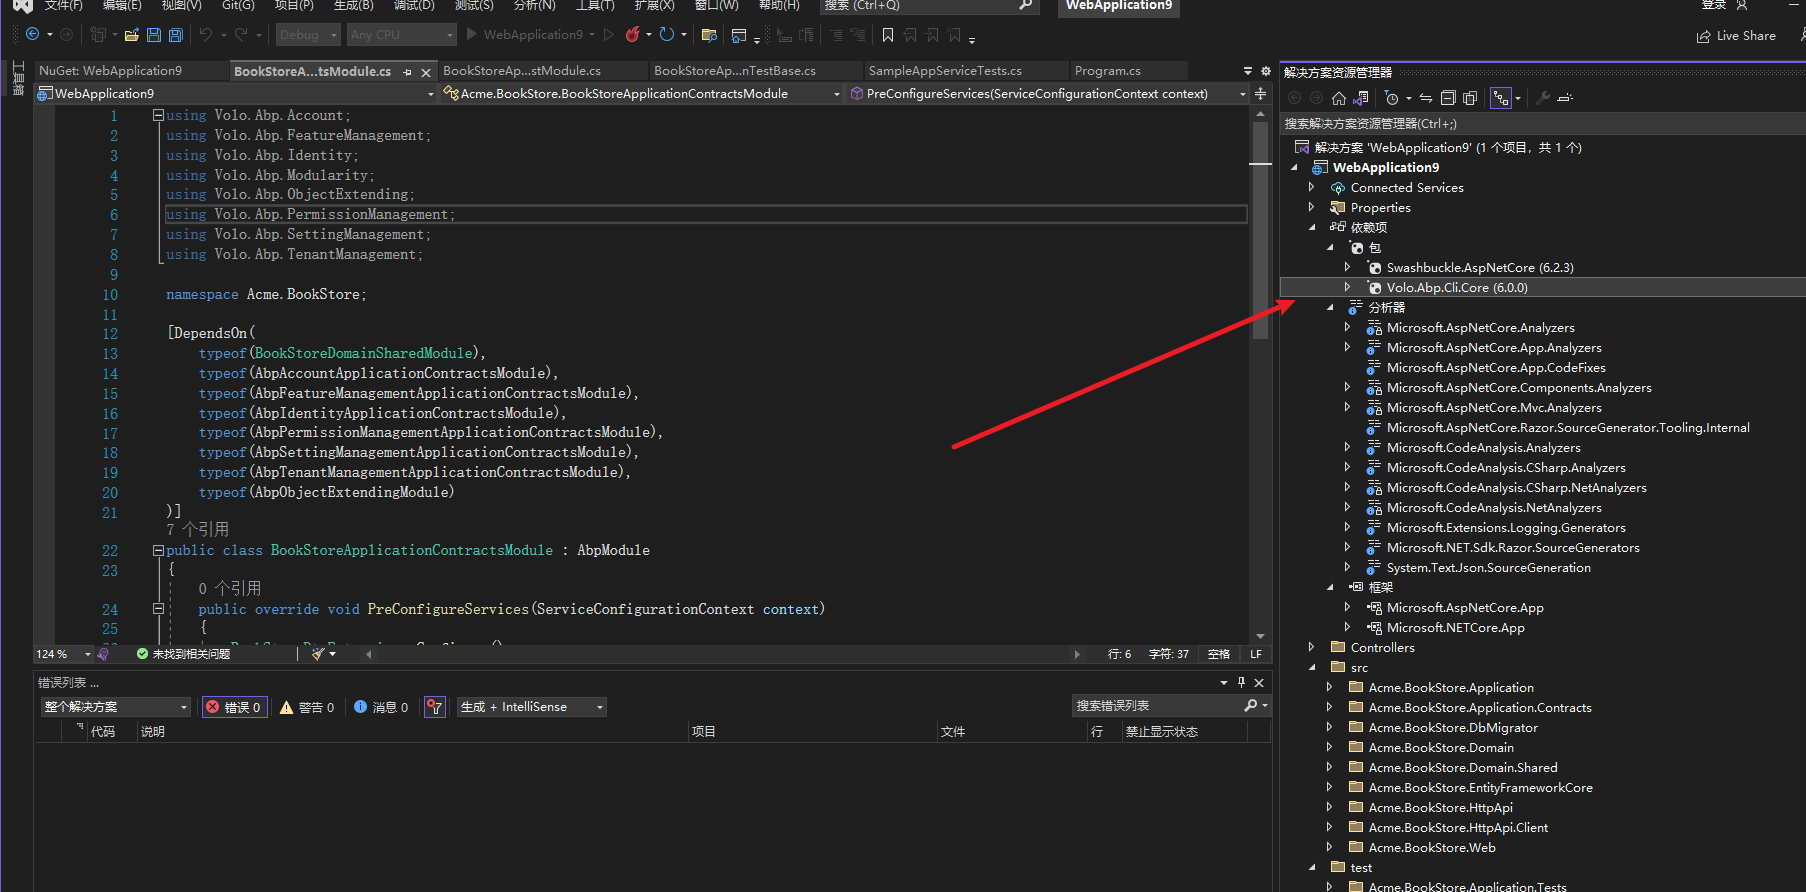 文件(F) 编辑(E) 视图(V) Git(G) 项目(P) 生成(B) 调试(D) 测试(S) 分析(N) 工具(T) 扩展(X) 窗口(W) 帮助(H) 搜索 (Ctrl+Q) WebApplication9 登录
Debug Any CPU WebApplication9 Live Share
工具箱
NuGet: WebApplication9 BookStoreA...tsModule.cs BookStoreAp...stModule.cs BookStoreAp...nTestBase.cs SampleAppServiceTests.cs Program.cs
WebApplication9 Acme.BookStore.BookStoreApplicationContractsModule PreConfigureServices(ServiceConfigurationContext context)
1 using Volo.Abp.Account;
2 using Volo.Abp.FeatureManagement;
3 using Volo.Abp.Identity;
4 using Volo.Abp.Modularity;
5 using Volo.Abp.ObjectExtending;
6 using Volo.Abp.PermissionManagement;
7 using Volo.Abp.SettingManagement;
8 using Volo.Abp.TenantManagement;
9
10 namespace Acme.BookStore;
11
12 [DependsOn(
13 typeof(BookStoreDomainSharedModule),
14 typeof(AbpAccountApplicationContractsModule),
15 typeof(AbpFeatureManagementApplicationContractsModule),
16 typeof(AbpIdentityApplicationContractsModule),
17 typeof(AbpPermissionManagementApplicationContractsModule),
18 typeof(AbpSettingManagementApplicationContractsModule),
19 typeof(AbpTenantManagementApplicationContractsModule),
20 typeof(AbpObjectExtendingModule)
21 )]
7 个引用
22 public class BookStoreApplicationContractsModule : AbpModule
23 {
0 个引用
24 public override void PreConfigureServices(ServiceConfigurationContext context)
25 {
124 % 未找到相关问题 行: 6 字符: 37 空格 LF
错误列表 ...
整个解决方案 错误 0 警告 0 消息 0 生成 + IntelliSense 搜索错误列表
代码 说明 项目 文件 行 禁止显示状态
解决方案资源管理器
搜索解决方案资源管理器(Ctrl+;)
解决方案 'WebApplication9' (1 个项目，共 1 个)
WebApplication9
Connected Services
Properties
依赖项
包
Swashbuckle.AspNetCore (6.2.3)
Volo.Abp.Cli.Core (6.0.0)
分析器
Microsoft.AspNetCore.Analyzers
Microsoft.AspNetCore.App.Analyzers
Microsoft.AspNetCore.App.CodeFixes
Microsoft.AspNetCore.Components.Analyzers
Microsoft.AspNetCore.Mvc.Analyzers
Microsoft.AspNetCore.Razor.SourceGenerator.Tooling.Internal
Microsoft.CodeAnalysis.Analyzers
Microsoft.CodeAnalysis.CSharp.Analyzers
Microsoft.CodeAnalysis.CSharp.NetAnalyzers
Microsoft.CodeAnalysis.NetAnalyzers
Microsoft.Extensions.Logging.Generators
Microsoft.NET.Sdk.Razor.SourceGenerators
System.Text.Json.SourceGeneration
框架
Microsoft.AspNetCore.App
Microsoft.NETCore.App
Controllers
src
Acme.BookStore.Application
Acme.BookStore.Application.Contracts
Acme.BookStore.DbMigrator
Acme.BookStore.Domain
Acme.BookStore.Domain.Shared
Acme.BookStore.EntityFrameworkCore
Acme.BookStore.HttpApi
Acme.BookStore.HttpApi.Client
Acme.BookStore.Web
test
Acme.BookStore.Application.Tests